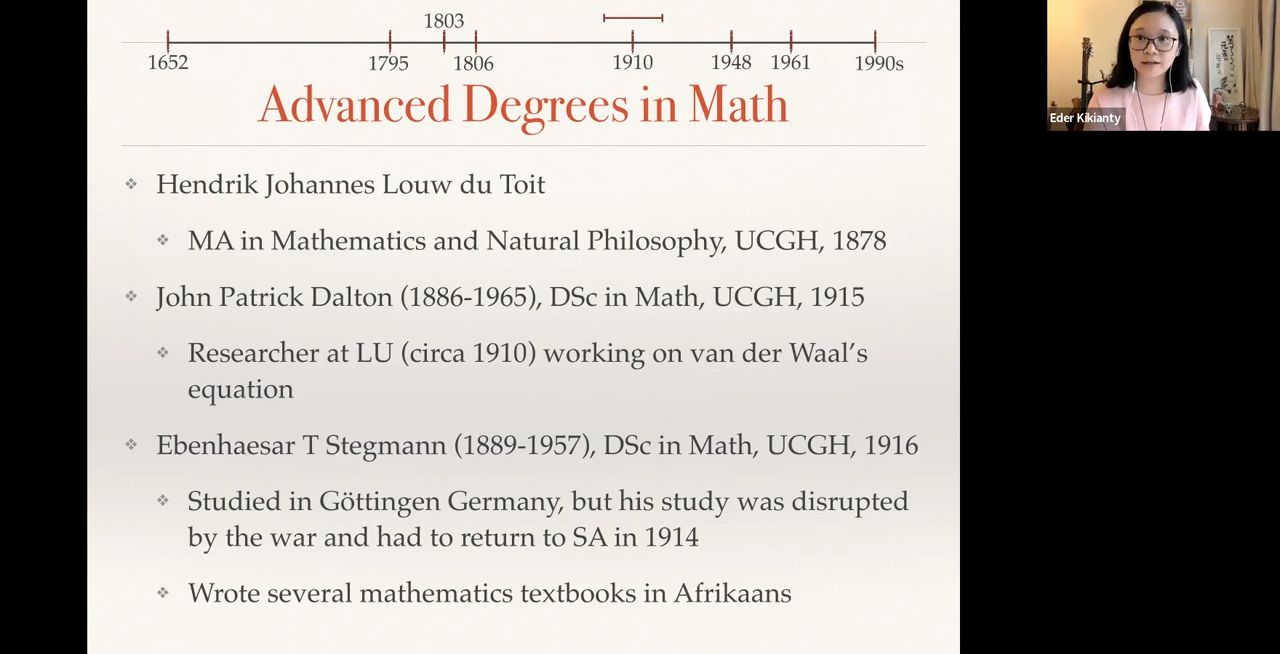 1803
1652 1795 1806 1910 1948 1961 1990s
Advanced Degrees in Math
Hendrik Johannes Louw du Toit
MA in Mathematics and Natural Philosophy, UCGH, 1878
John Patrick Dalton (1886-1965), DSc in Math, UCGH, 1915
Researcher at LU (circa 1910) working on van der Waal’s
equation
Ebenhaesar T Stegmann (1889-1957), DSc in Math, UCGH, 1916
Studied in Göttingen Germany, but his study was disrupted
by the war and had to return to SA in 1914
Wrote several mathematics textbooks in Afrikaans
Eder Kikianty